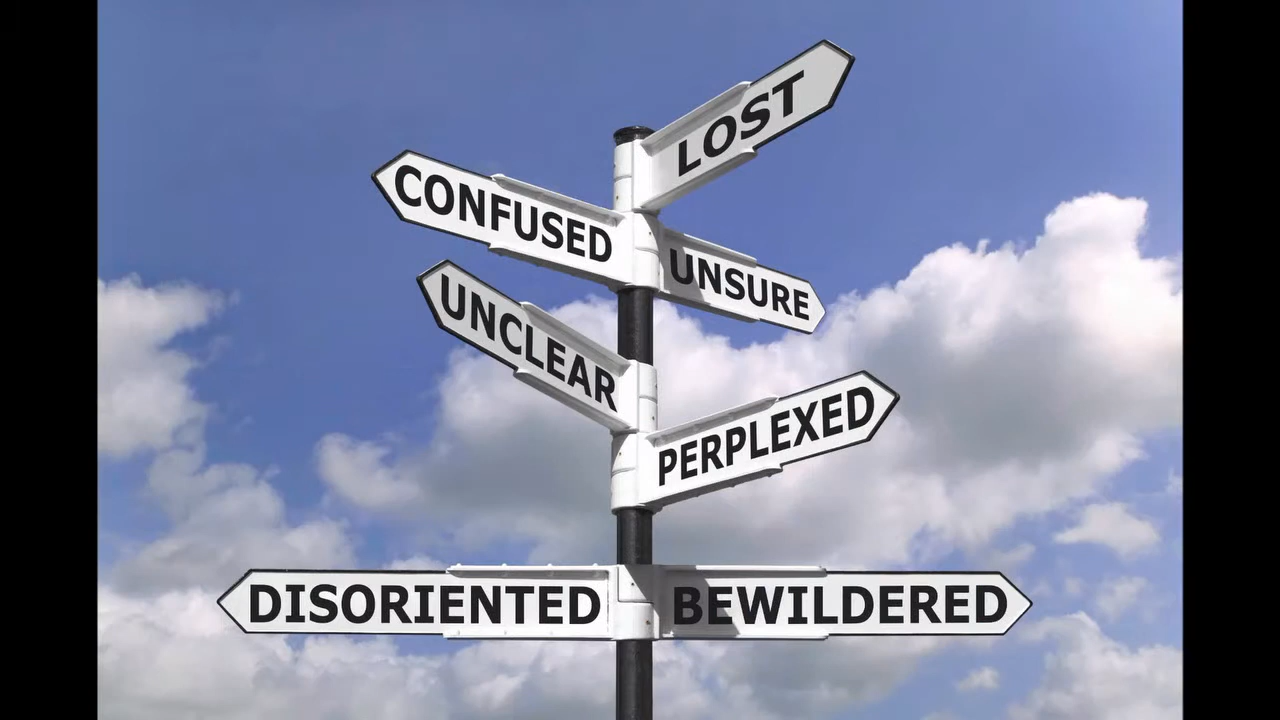 LOST
CONFUSED
UNSURE
UNCLEAR
PERPLEXED
DISORIENTED
BEWILDERED